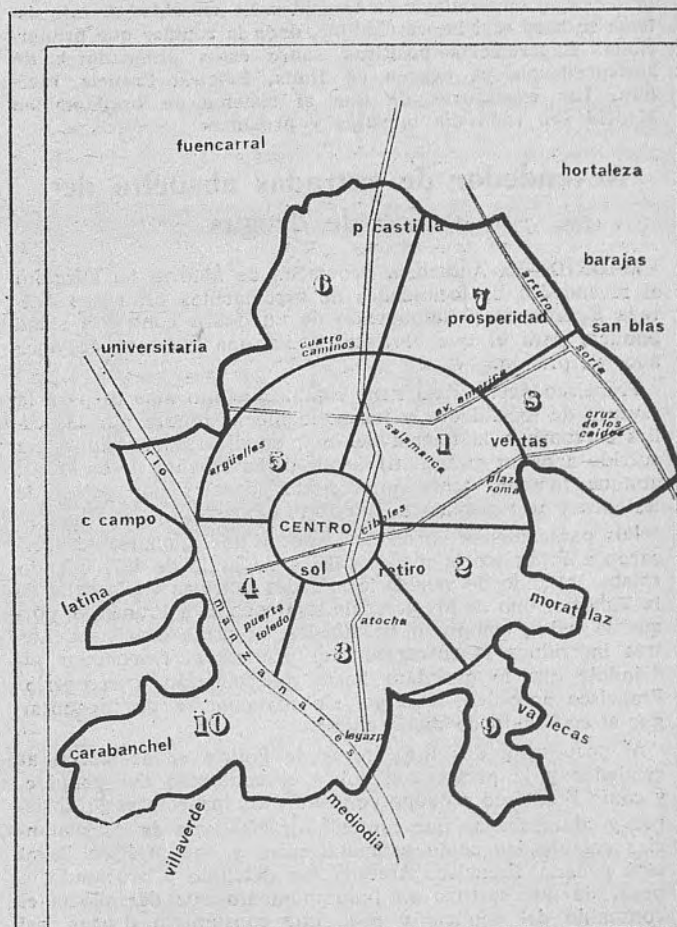 fuencarral
hortaleza
p castilla
barajas
6
7
arturo
prosperidad
san blas
universitaria
cuatro
caminos
soria
av. america
8
cruz
de los
caidos
salamanca
1
ventas
argüelles
5
plaza
roma
rio
CENTRO
cibeles
c campo
sol
retiro
2
4
latina
moratalaz
puerta
toledo
atocha
manzanares
3
vallecas
10
9
carabanchel
legazp
villaverde
mediodia